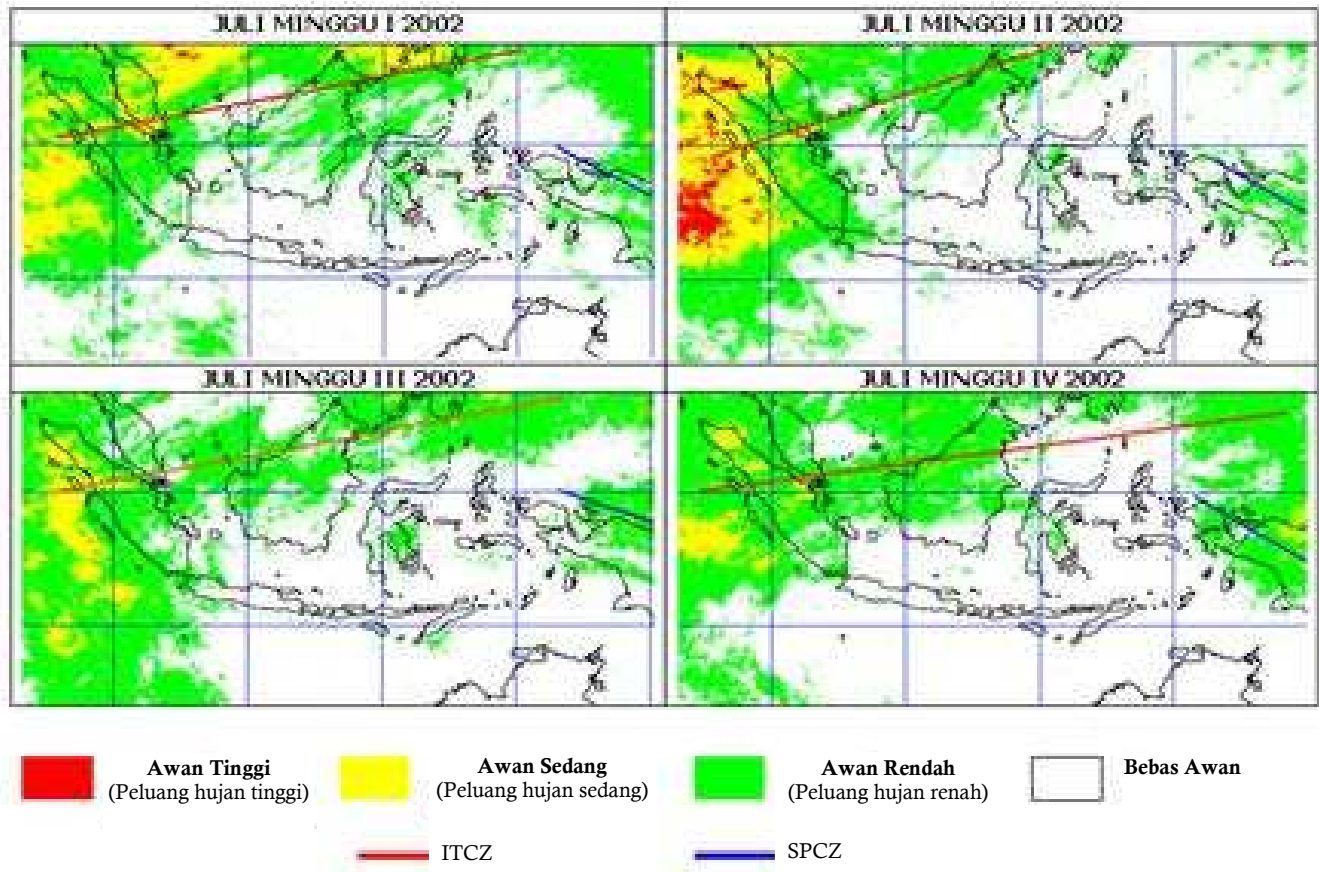 JULI MINGGU I 2002
JULI MINGGU II 2002
JULI MINGGU III 2002
JULI MINGGU IV 2002
Awan Tinggi
(Peluang hujan tinggi)
Awan Sedang
(Peluang hujan sedang)
Awan Rendah
(Peluang hujan renah)
Bebas Awan
ITCZ
SPCZ